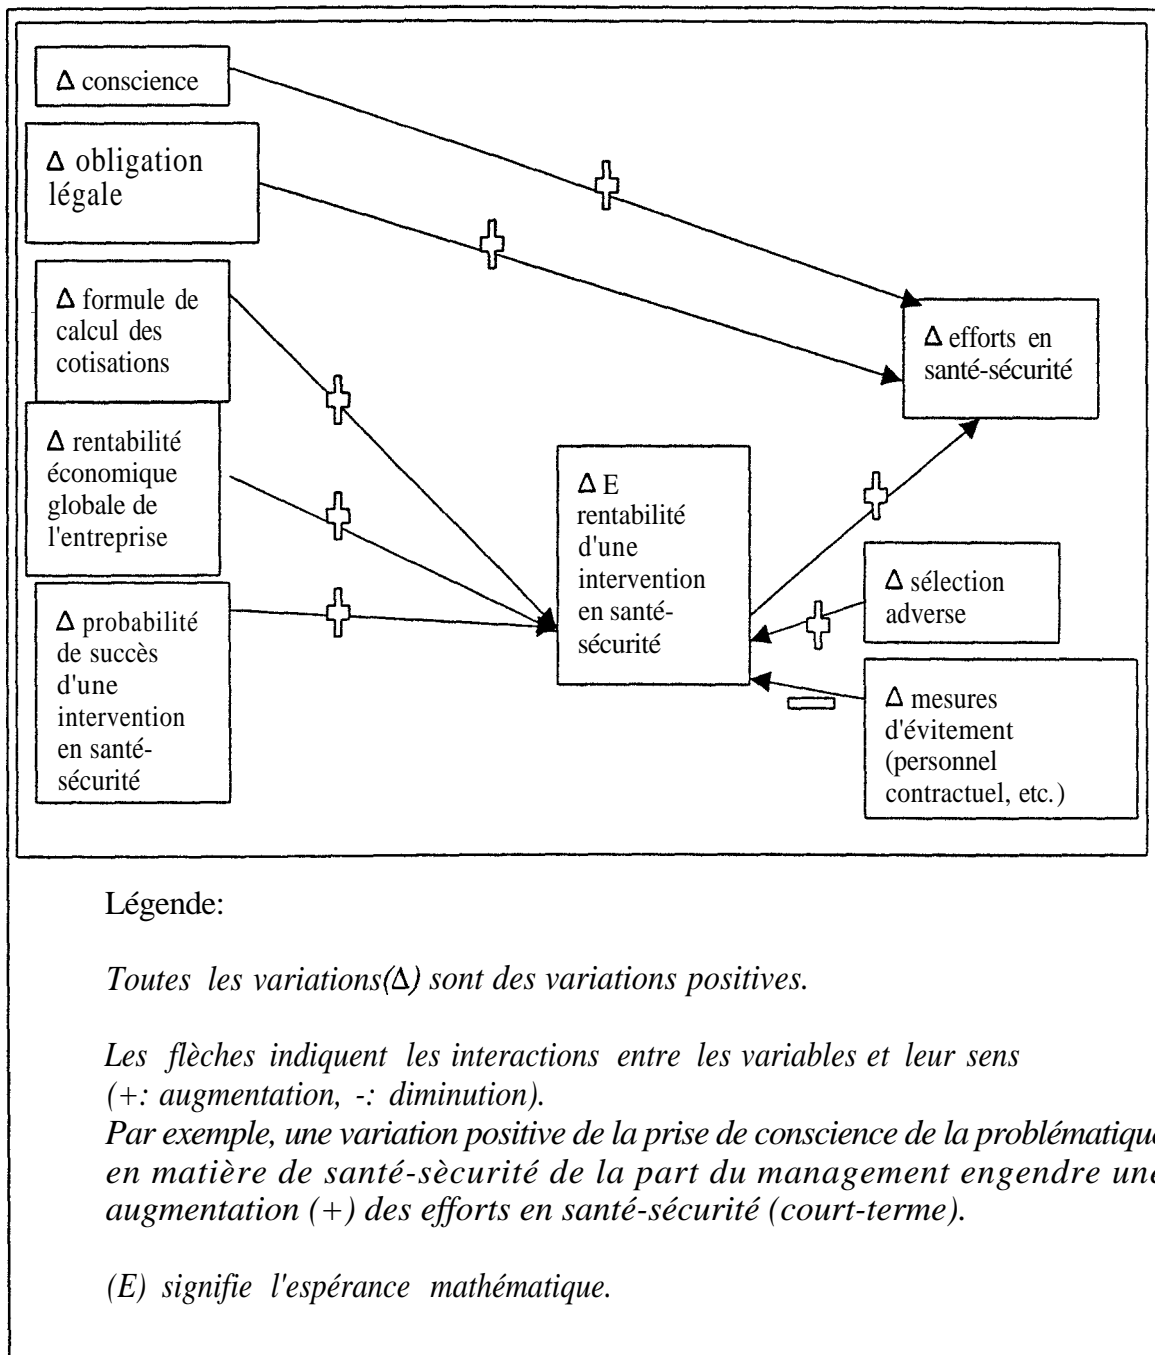 Δ conscience
Δ obligation
légale
Δ formule de
calcul des
cotisations
Δ rentabilité
économique
globale de
l'entreprise
Δ probabilité
de succès
d'une
intervention
en santé-
sécurité
Δ E
rentabilité
d'une
intervention
en santé-
sécurité
Δ efforts en
santé-sécurité
Δ sélection
adverse
Δ mesures
d'évitement
(personnel
contractuel, etc.)
Légende:
Toutes les variations(Δ) sont des variations positives.
Les flèches indiquent les interactions entre les variables et leur sens
(+: augmentation, -: diminution).
Par exemple, une variation positive de la prise de conscience de la problématique
en matière de santé-sècurité de la part du management engendre une
augmentation (+) des efforts en santé-sécurité (court-terme).
(E) signifie l'espérance mathématique.